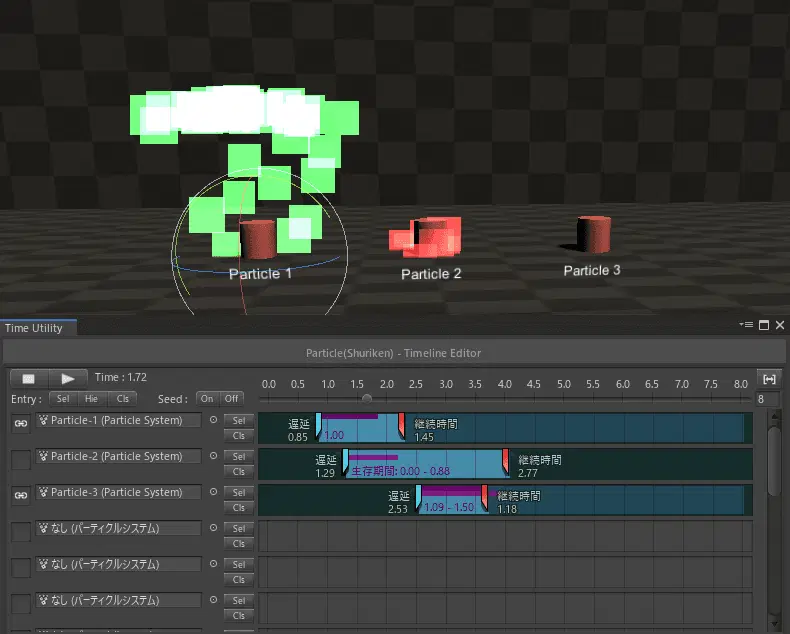 Particle 1
Particle 2
Particle 3
Time Utility
Particle(Shuriken) - Timeline Editor
Time : 1.72
0.0 0.5 1.0 1.5 2.0 2.5 3.0 3.5 4.0 4.5 5.0 5.5 6.0 6.5 7.0 7.5 8.0
Entry : Sel Hie Cls Seed : On Off 8
Particle-1 (Particle System) Sel
Cls
遅延
0.85
1.00
継続時間
1.45
Particle-2 (Particle System) Sel
Cls
遅延
1.29
主存期間: 0.00 - 0.88
継続時間
2.77
Particle-3 (Particle System) Sel
Cls
遅延
2.53
1.09 - 1.50
継続時間
1.18
なし (パーティクルシステム) Sel
Cls
なし (パーティクルシステム) Sel
Cls
なし (パーティクルシステム) Sel
Cls